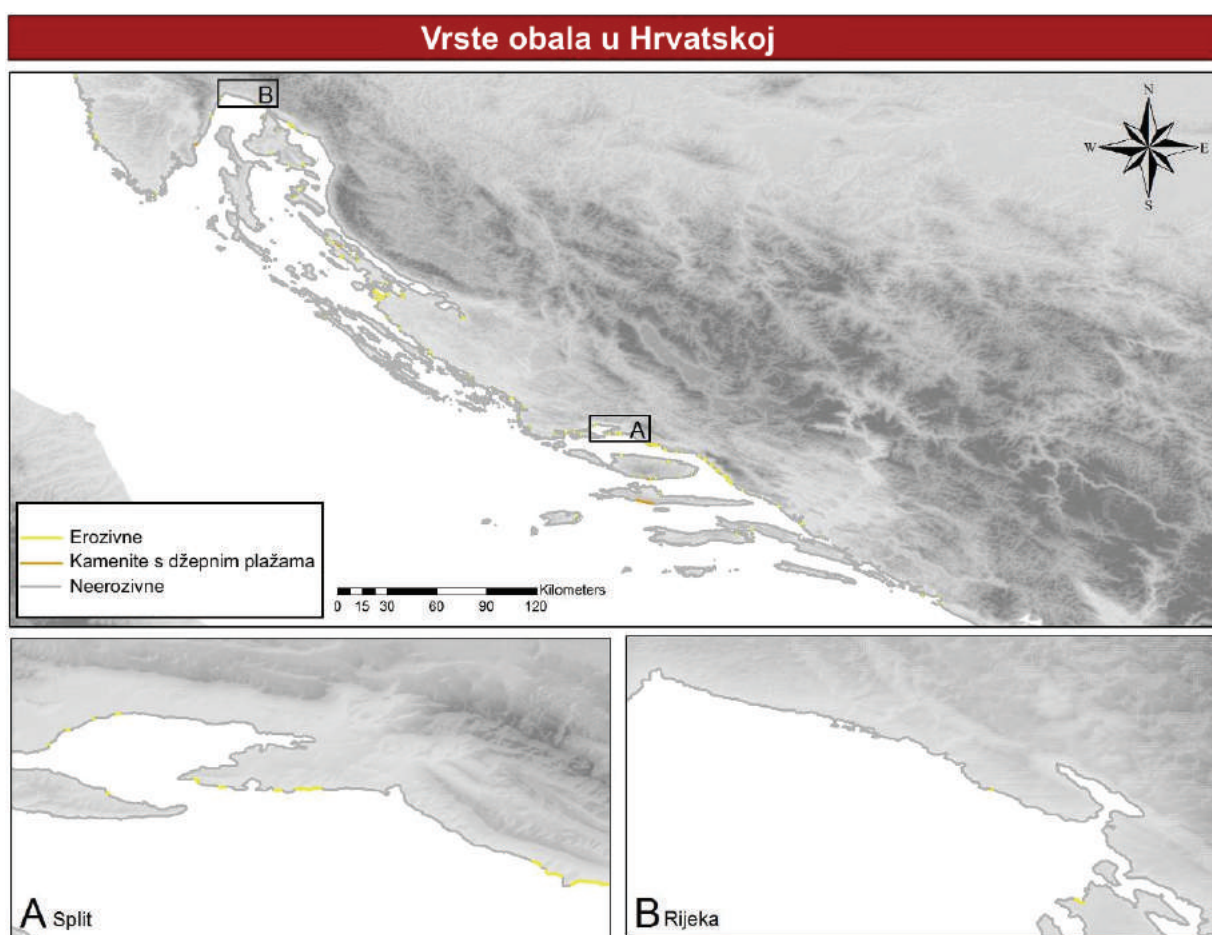 Vrste obala u Hrvatskoj
B
N
W E
S
A
Erozivne
Kamenite s džepnim plažama
Neerozivne
Kilometers
0 15 30 60 90 120
A Split
B Rijeka